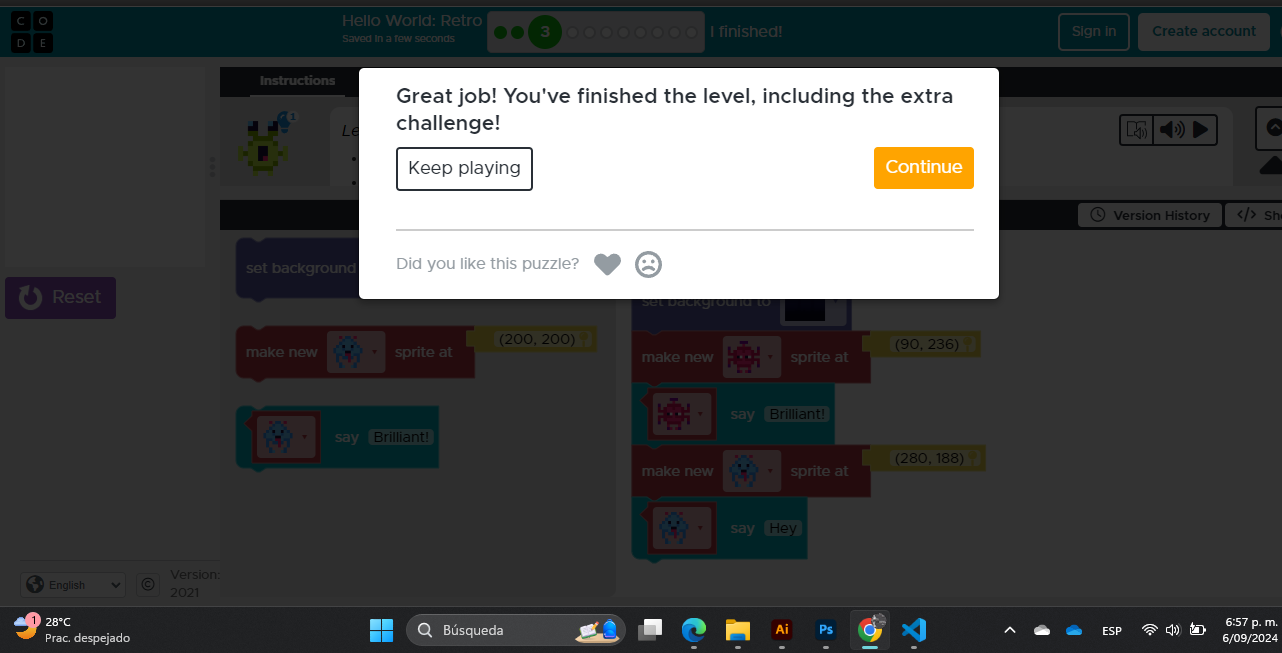 C O
D E
Hello World: Retro
Saved in a few seconds
3
I finished!
Sign in
Create account
Instructions
1
Great job! You've finished the level, including the extra
challenge!
Keep playing
Continue
Did you like this puzzle?
Version History
</> Sh
Reset
set background
make new
sprite at
(200, 200)
say
Brilliant!
set background to
make new
sprite at
(90, 236)
say
Brilliant!
make new
sprite at
(280, 188)
say
Hey
English
©
Version:
2021
1
28°C
Prac. despejado
Búsqueda
Ai
Ps
ESP
6:57 p. m.
6/09/2024